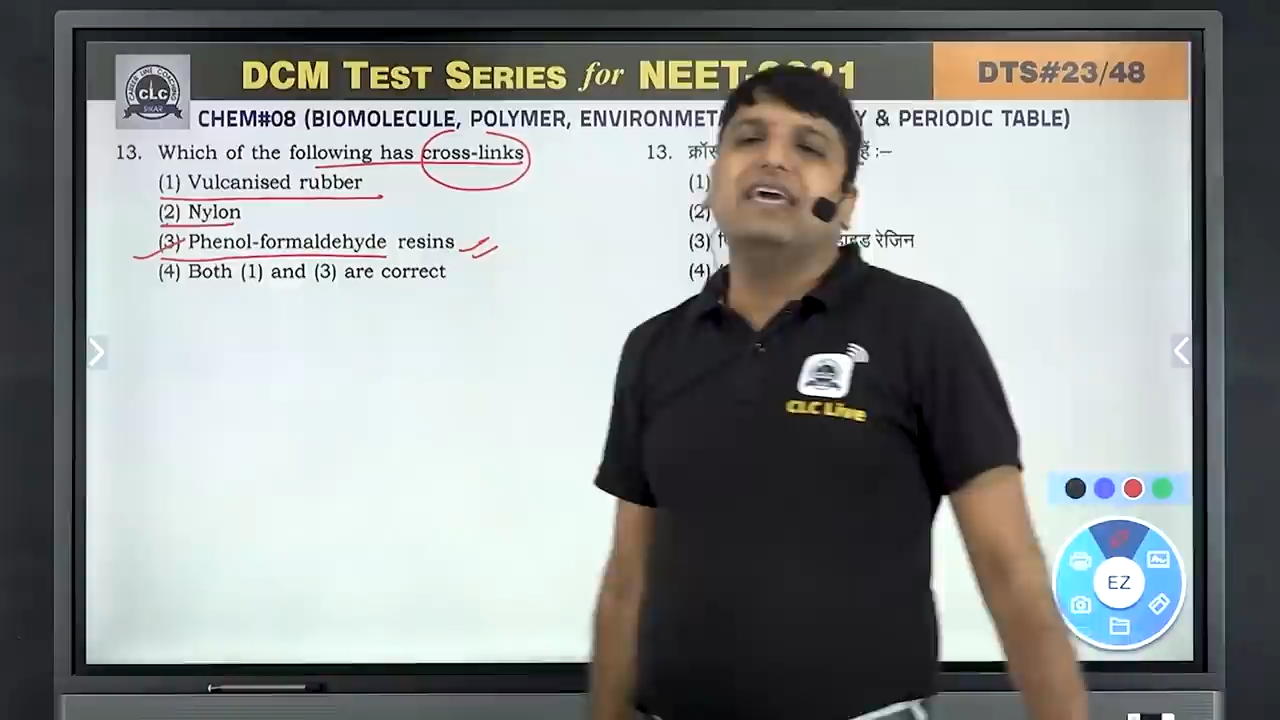 DCM TEST SERIES for NEET-2021
DTS#23/48
CLC
SIKAR
CHEM#08 (BIOMOLECULE, POLYMER, ENVIRONMETA & PERIODIC TABLE)
13. Which of the following has cross-links
(1) Vulcanised rubber
(2) Nylon
(3) Phenol-formaldehyde resins
(4) Both (1) and (3) are correct
13. क्रॉस हैं :–
(1)
(2)
(3) रेजिन
(4)
CLC Live
EZ